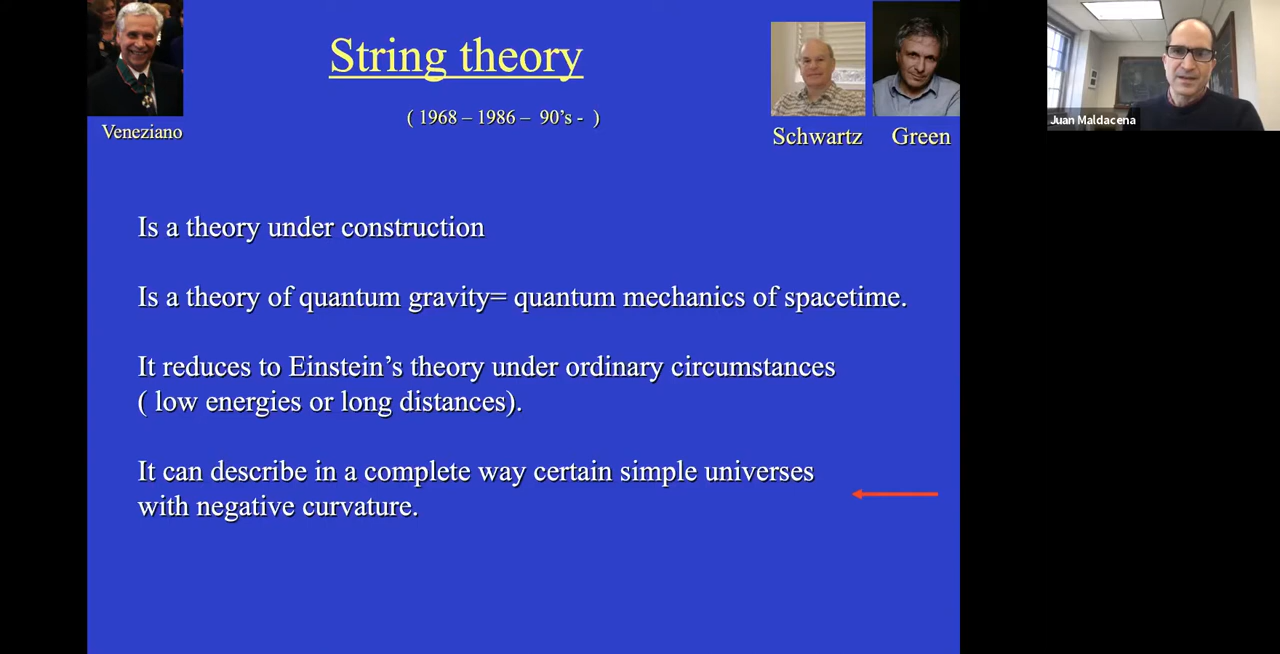 String theory
( 1968 – 1986 – 90’s - )
Veneziano
Schwartz
Green
Juan Maldacena
Is a theory under construction
Is a theory of quantum gravity= quantum mechanics of spacetime.
It reduces to Einstein’s theory under ordinary circumstances
( low energies or long distances).
It can describe in a complete way certain simple universes
with negative curvature.